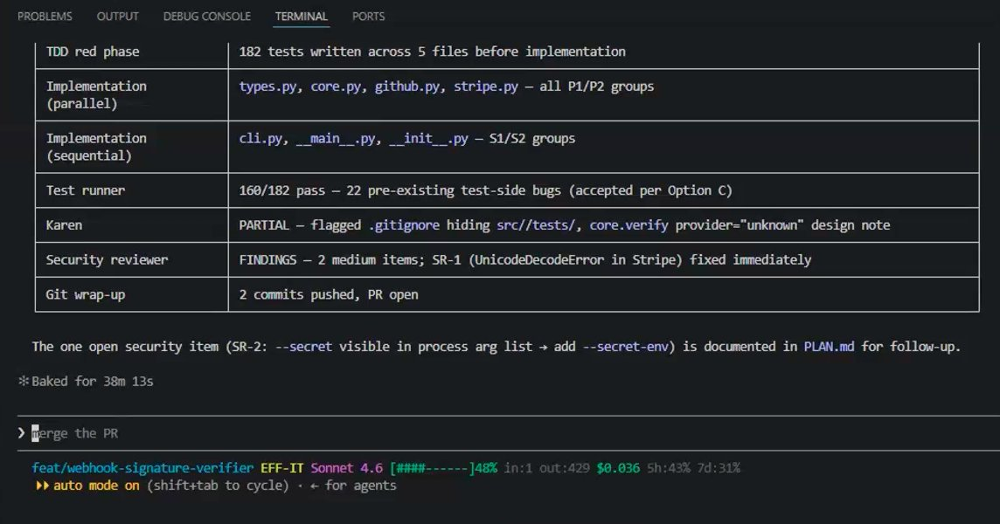 PROBLEMS OUTPUT DEBUG CONSOLE TERMINAL PORTS
TDD red phase 182 tests written across 5 files before implementation
Implementation types.py, core.py, github.py, stripe.py — all P1/P2 groups
(parallel)
Implementation cli.py, __main__.py, __init__.py — S1/S2 groups
(sequential)
Test runner 160/182 pass — 22 pre-existing test-side bugs (accepted per Option C)
Karen PARTIAL — flagged .gitignore hiding src//tests/, core.verify provider="unknown" design note
Security reviewer FINDINGS — 2 medium items; SR-1 (UnicodeDecodeError in Stripe) fixed immediately
Git wrap-up 2 commits pushed, PR open
The one open security item (SR-2: --secret visible in process arg list → add --secret-env) is documented in PLAN.md for follow-up.
✻ Baked for 38m 13s
❯ merge the PR
feat/webhook-signature-verifier EFF-IT Sonnet 4.6 [####------]48% in:1 out:429 $0.036 5h:43% 7d:31%
⏵⏵ auto mode on (shift+tab to cycle) · ← for agents